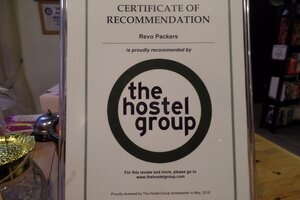 CERTIFICATE OF
RECOMMENDATION
Revo Packers
is proudly recommended by
the
hostel
group
For this review and more, please go to:
www.thehostelgroup.com
Proudly reviewed by The Hostel Group ambassador in May, 2019